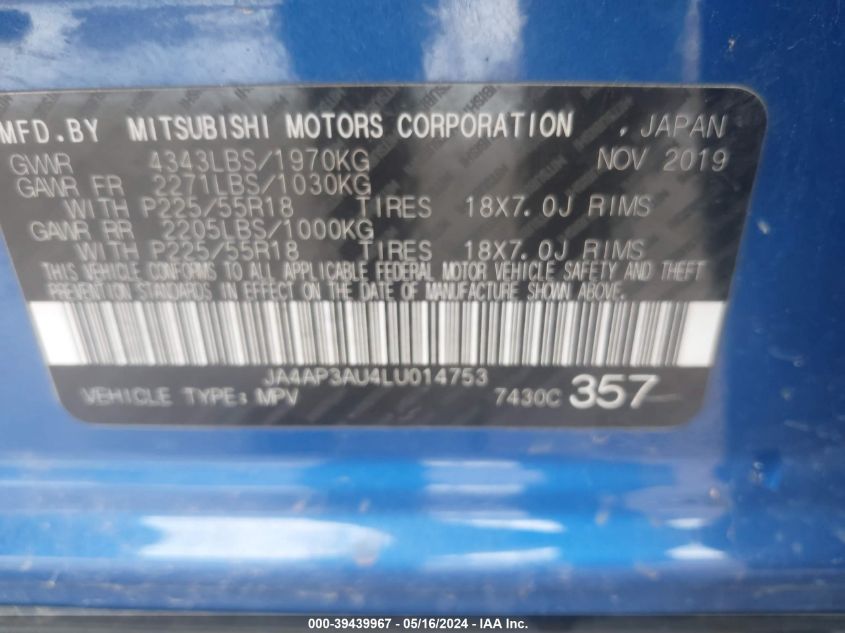 MFD.BY MITSUBISHI MOTORS CORPORATION , JAPAN
GVWR 4343LBS/1970KG NOV 2019
GAWR FR 2271LBS/1030KG
WITH P225/55R18 TIRES 18X7.0J RIMS
GAWR RR 2205LBS/1000KG
WITH P225/55R18 TIRES 18X7.0J RIMS
THIS VEHICLE CONFORMS TO ALL APPLICABLE FEDERAL MOTOR VEHICLE SAFETY AND THEFT
PREVENTION STANDARDS IN EFFECT ON THE DATE OF MANUFACTURE SHOWN ABOVE.
JA4AP3AU4LU014753
VEHICLE TYPE: MPV 7430C 357
000-39439967 - 05/16/2024 - IAA Inc.